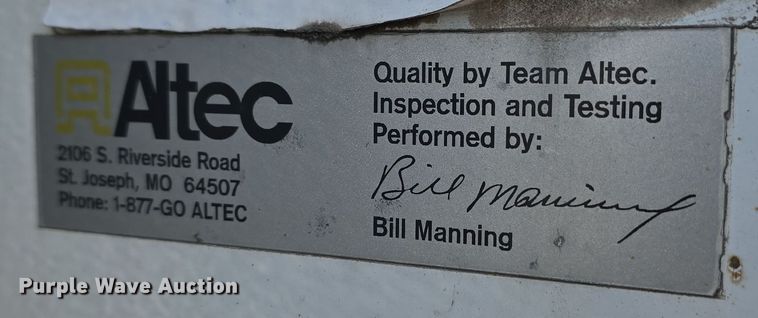 Altec
2106 S. Riverside Road
St. Joseph, MO 64507
Phone: 1-877-GO ALTEC
Quality by Team Altec.
Inspection and Testing
Performed by:
Bill Manning
Bill Manning
Purple Wave Auction